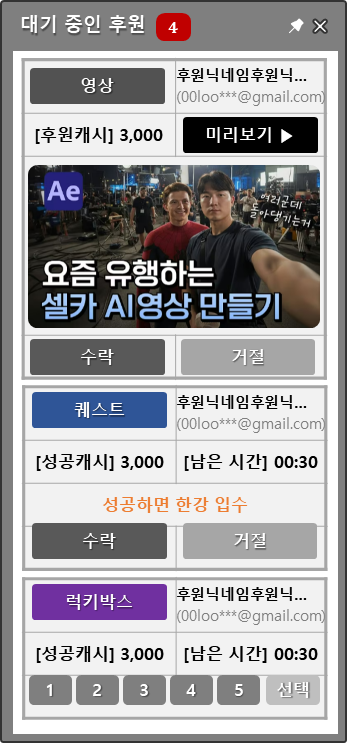 대기 중인 후원 4
영상
후원닉네임후원닉...
(00loo***@gmail.com)
[후원캐시] 3,000
미리보기 ▶
Ae
여러군데
돌아댕기는거
요즘 유행하는
셀카 AI영상 만들기
수락
거절
퀘스트
후원닉네임후원닉...
(00loo***@gmail.com)
[성공캐시] 3,000
[남은 시간] 00:30
성공하면 한강 입수
수락
거절
럭키박스
후원닉네임후원닉...
(00loo***@gmail.com)
[성공캐시] 3,000
[남은 시간] 00:30
1 2 3 4 5 선택